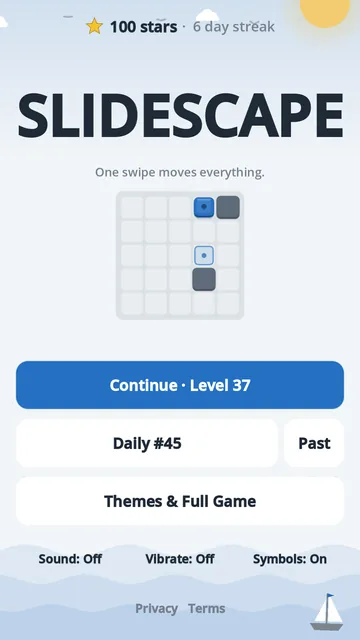 100 stars · 6 day streak
SLIDESCAPE
One swipe moves everything.
Continue · Level 37
Daily #45
Past
Themes & Full Game
Sound: Off Vibrate: Off Symbols: On
Privacy Terms